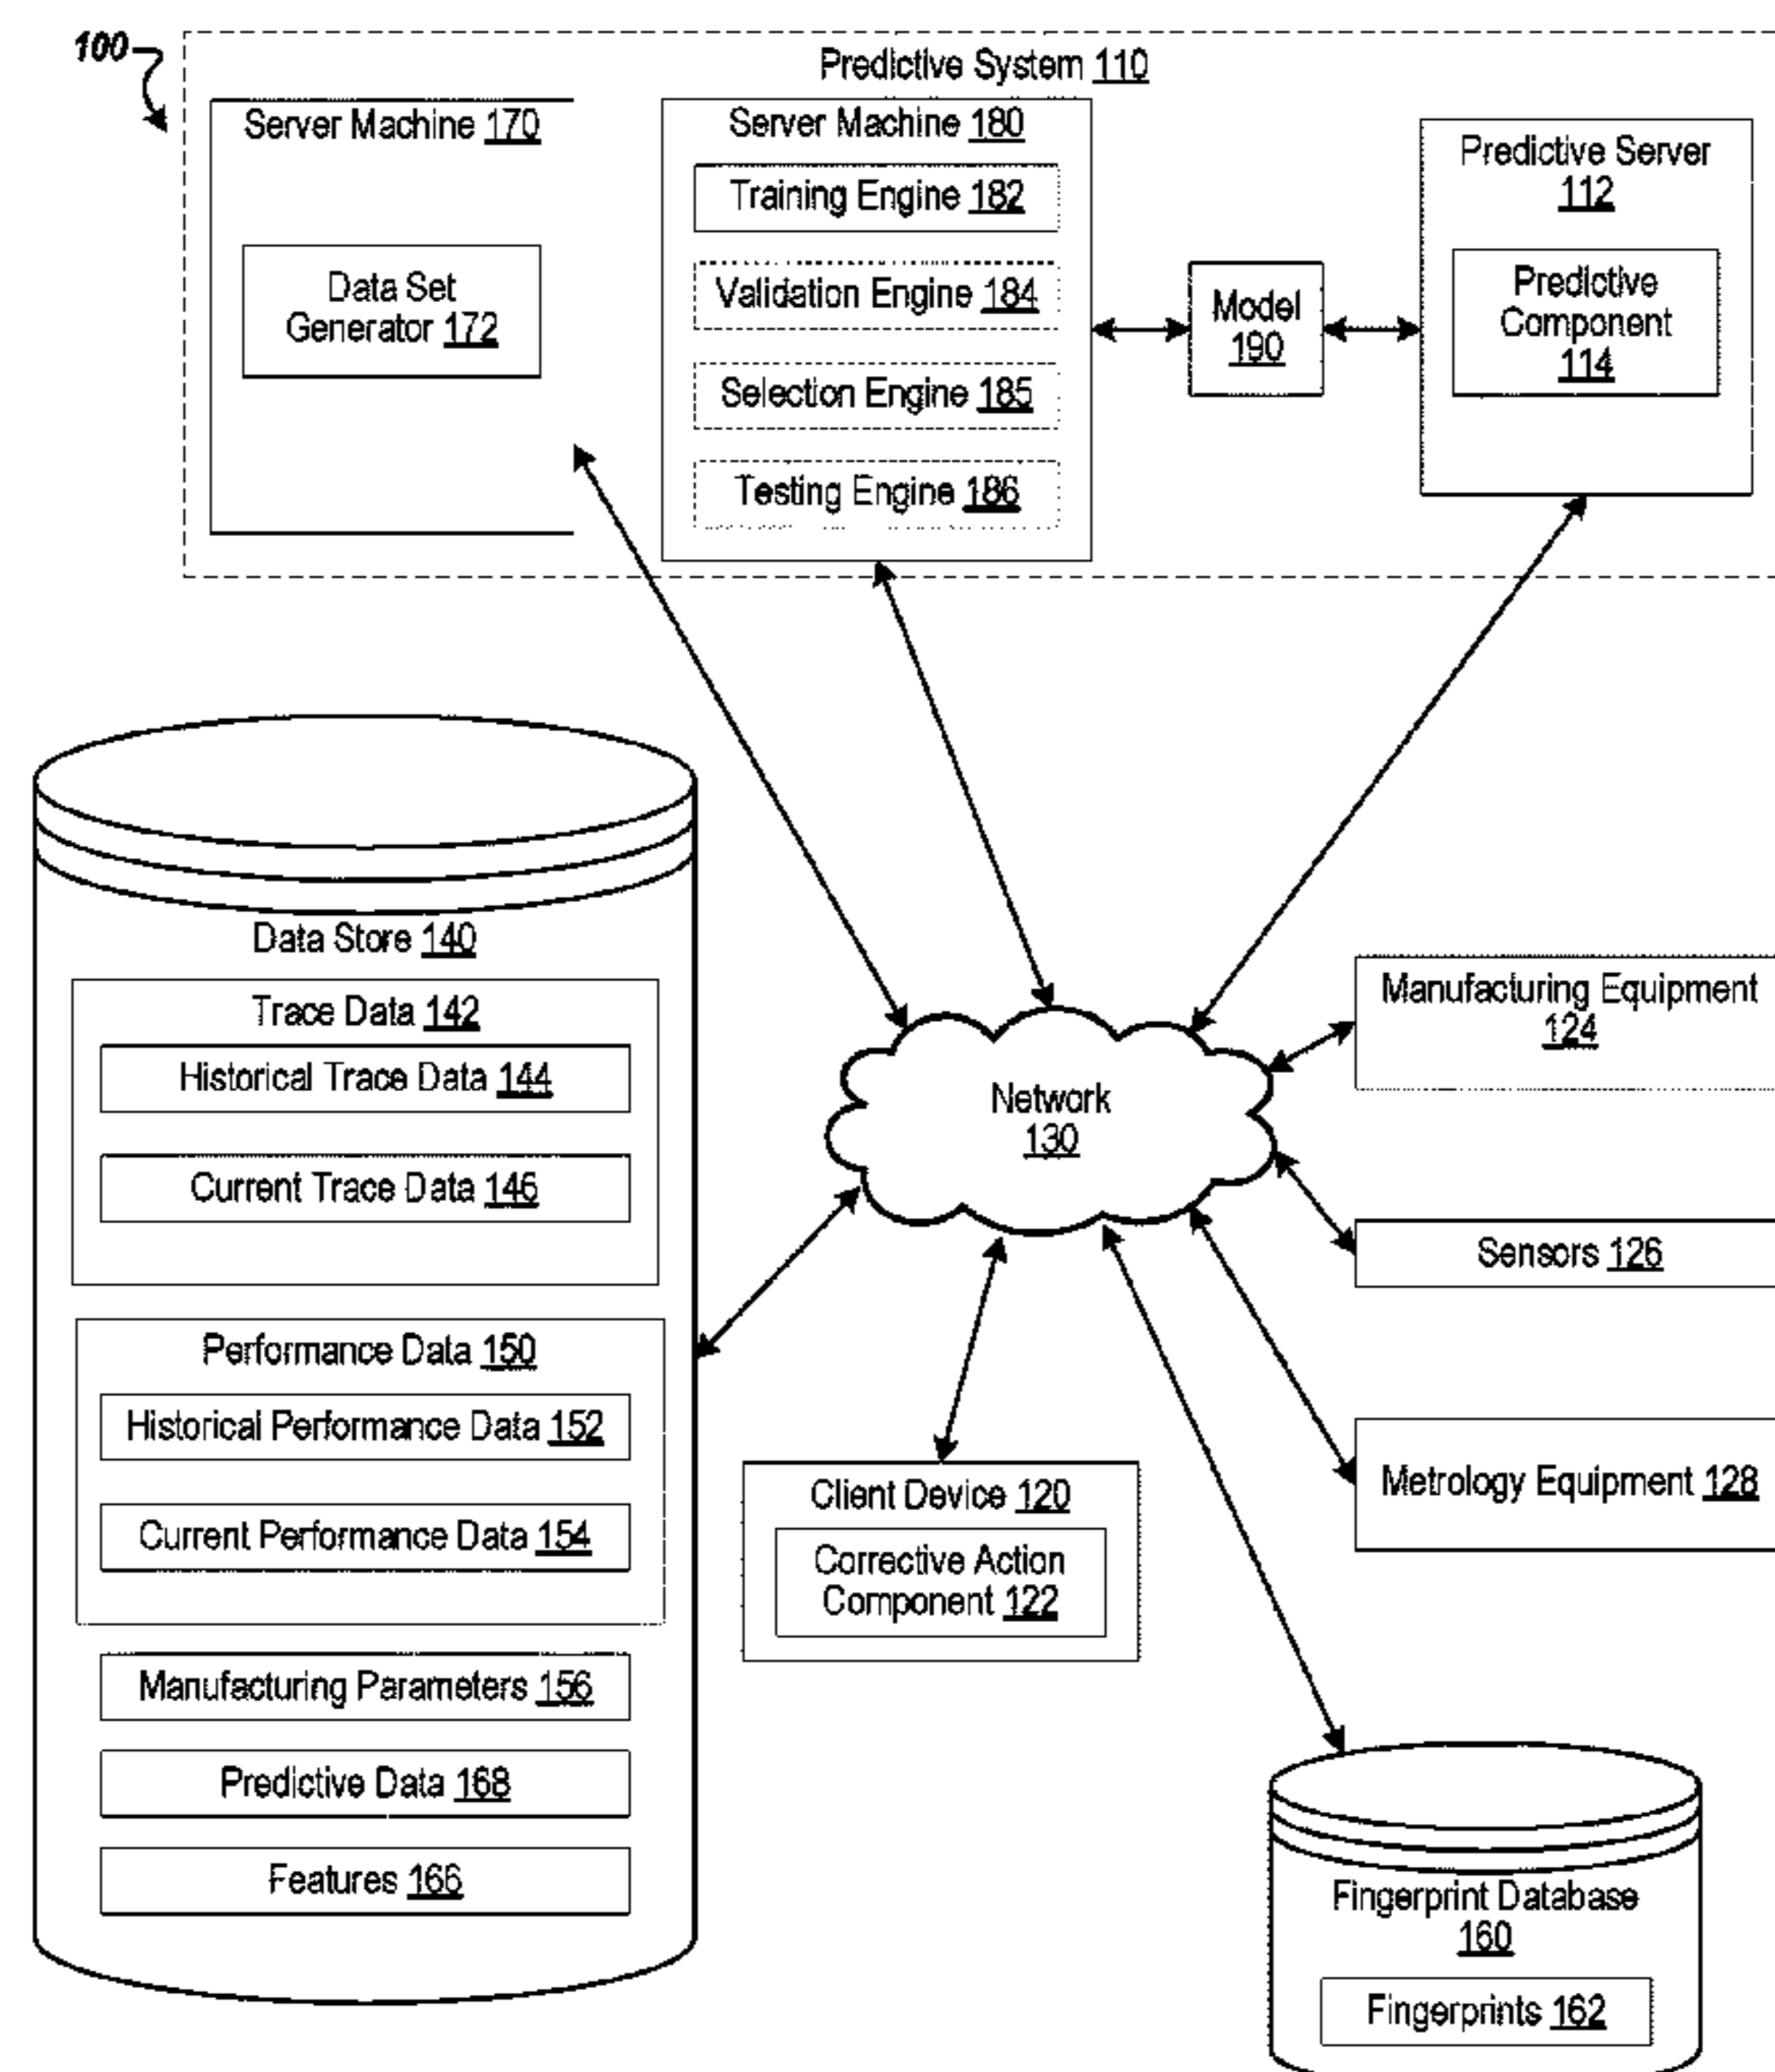 100
Predictive System 110
Server Machine 170
Data Set
Generator 172
Server Machine 180
Training Engine 182
Validation Engine 184
Selection Engine 185
Testing Engine 186
Model
190
Predictive Server
112
Predictive
Component
114
Data Store 140
Trace Data 142
Historical Trace Data 144
Current Trace Data 146
Performance Data 150
Historical Performance Data 152
Current Performance Data 154
Manufacturing Parameters 156
Predictive Data 168
Features 166
Network
130
Manufacturing Equipment
124
Sensors 126
Metrology Equipment 128
Client Device 120
Corrective Action
Component 122
Fingerprint Database
160
Fingerprints 162